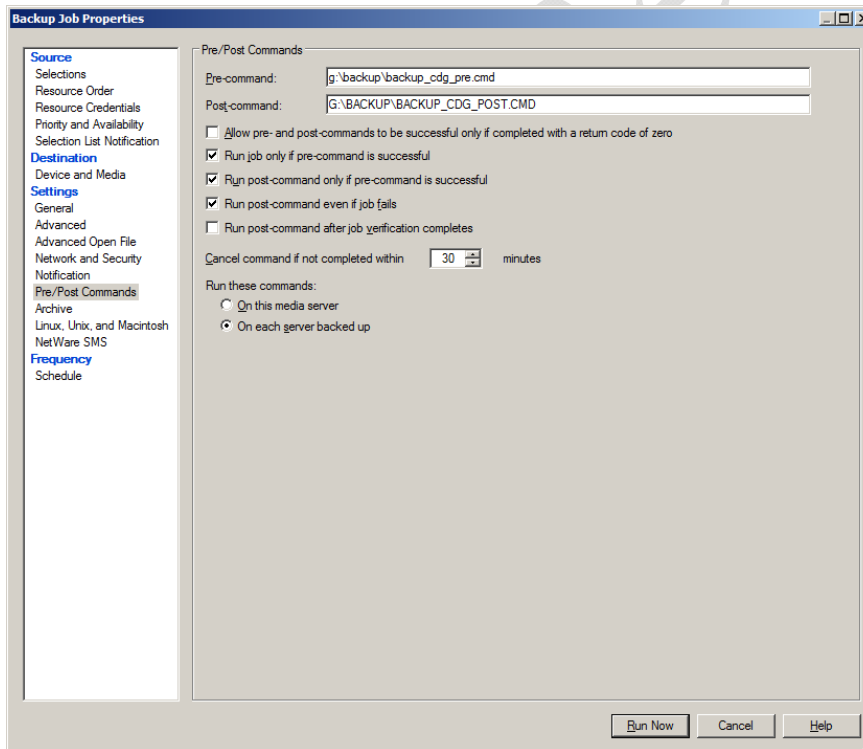 Backup Job Properties
Source
Selections
Resource Order
Resource Credentials
Priority and Availability
Selection List Notification
Destination
Device and Media
Settings
General
Advanced
Advanced Open File
Network and Security
Notification
Pre/Post Commands
Archive
Linux, Unix, and Macintosh
NetWare SMS
Frequency
Schedule
Pre/Post Commands
Pre-command: g:\backup\backup_cdg_pre.cmd
Post-command: G:\BACKUP\BACKUP_CDG_POST.CMD
Allow pre- and post-commands to be successful only if completed with a return code of zero
Run job only if pre-command is successful
Run post-command only if pre-command is successful
Run post-command even if job fails
Run post-command after job verification completes
Cancel command if not completed within 30 minutes
Run these commands:
On this media server
On each server backed up
Run Now Cancel Help